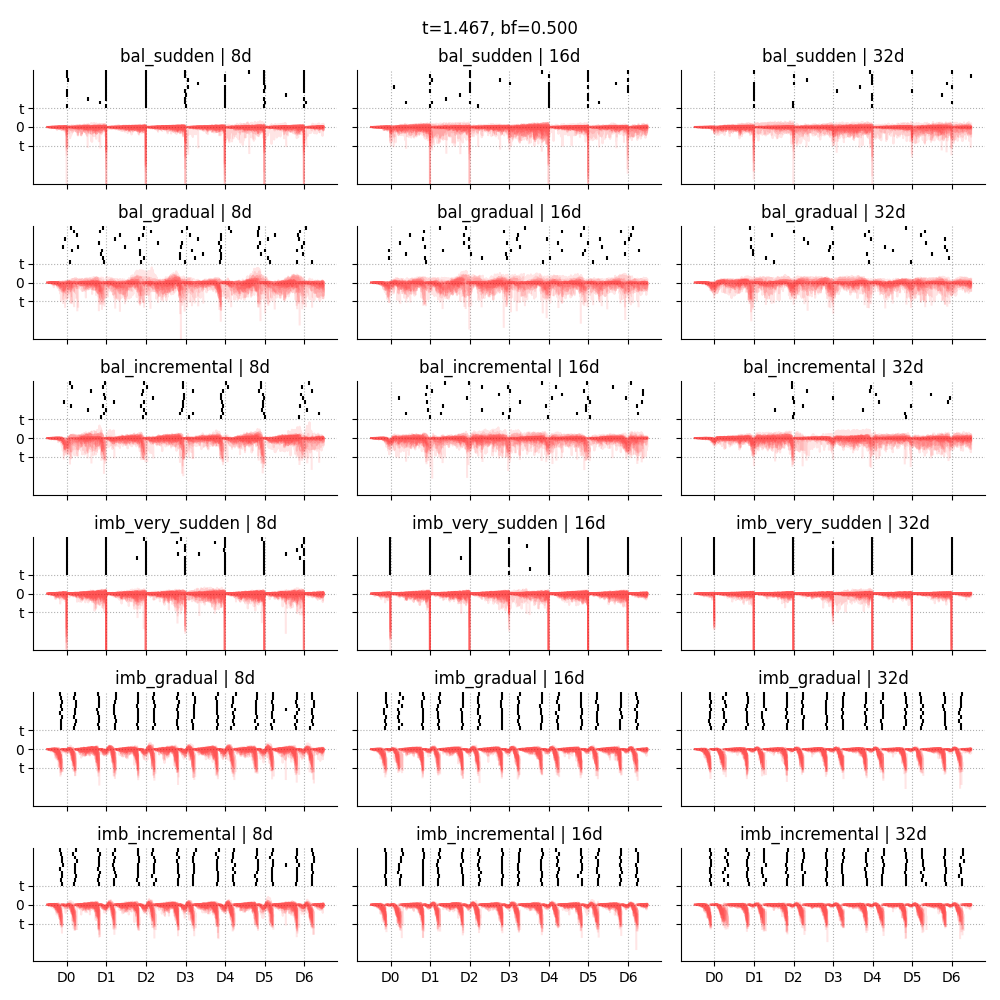 t=1.467, bf=0.500
bal_sudden | 8d
bal_sudden | 16d
bal_sudden | 32d
t
0
t
bal_gradual | 8d
bal_gradual | 16d
bal_gradual | 32d
t
0
t
bal_incremental | 8d
bal_incremental | 16d
bal_incremental | 32d
t
0
t
imb_very_sudden | 8d
imb_very_sudden | 16d
imb_very_sudden | 32d
t
0
t
imb_gradual | 8d
imb_gradual | 16d
imb_gradual | 32d
t
0
t
imb_incremental | 8d
imb_incremental | 16d
imb_incremental | 32d
t
0
t
D0 D1 D2 D3 D4 D5 D6
D0 D1 D2 D3 D4 D5 D6
D0 D1 D2 D3 D4 D5 D6